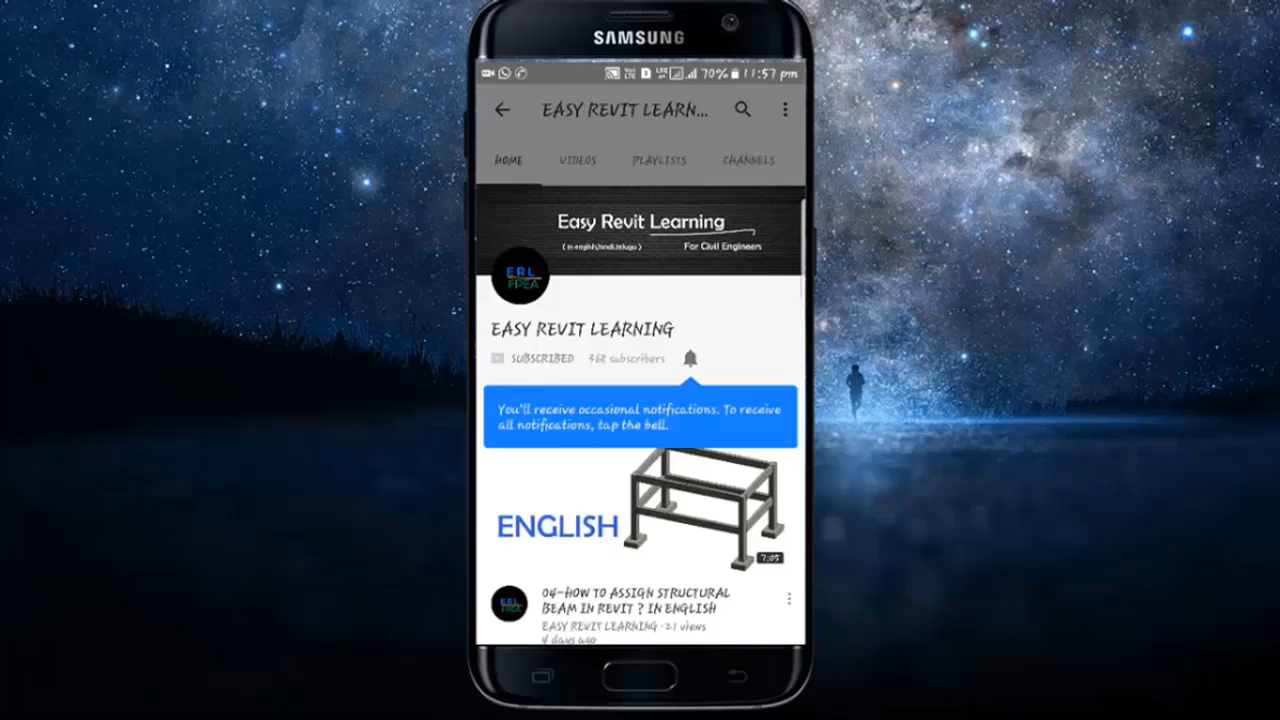 SAMSUNG
70% 11:57 pm
EASY REVIT LEARN...
HOME VIDEOS PLAYLISTS CHANNELS
Easy Revit Learning
( in english,hindi,telugu ) For Civil Engineers
ERL
FPEA
EASY REVIT LEARNING
SUBSCRIBED 368 subscribers
You'll receive occasional notifications. To receive
all notifications, tap the bell.
ENGLISH
7:05
04-HOW TO ASSIGN STRUCTURAL
BEAM IN REVIT ? IN ENGLISH
EASY REVIT LEARNING · 21 views
4 days ago